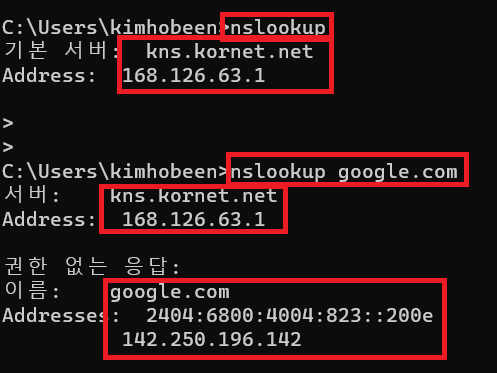 C:\Users\kimhobeen>nslookup
기본 서버:  kns.kornet.net
Address:  168.126.63.1
>
>
C:\Users\kimhobeen>nslookup google.com
서버:    kns.kornet.net
Address:  168.126.63.1
권한 없는 응답:
이름:    google.com
Addresses:  2404:6800:4004:823::200e
142.250.196.142